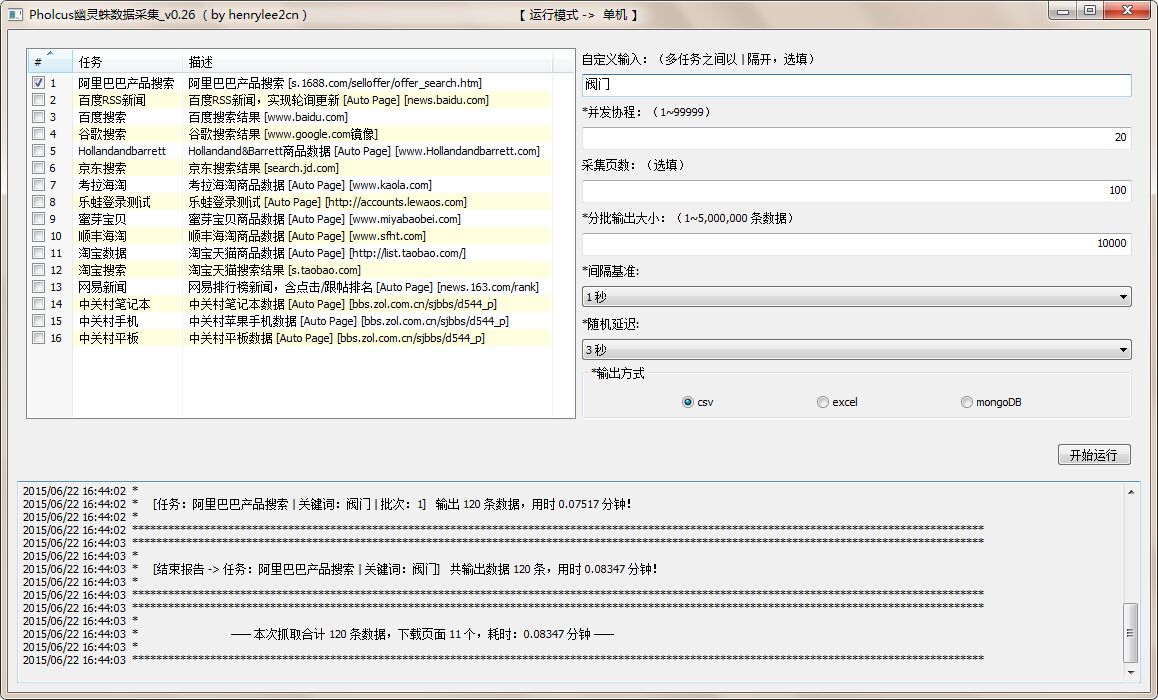 Pholcus幽灵蛛数据采集_v0.26 （ by henrylee2cn ）
【 运行模式 -> 单机 】
# 任务 描述
1 阿里巴巴产品搜索 阿里巴巴产品搜索 [s.1688.com/selloffer/offer_search.htm]
2 百度RSS新闻 百度RSS新闻，实现轮询更新 [Auto Page] [news.baidu.com]
3 百度搜索 百度搜索结果 [www.baidu.com]
4 谷歌搜索 谷歌搜索结果 [www.google.com镜像]
5 Hollandandbarrett Hollandand&Barrett商品数据 [Auto Page] [www.Hollandandbarrett.com]
6 京东搜索 京东搜索结果 [search.jd.com]
7 考拉海淘 考拉海淘商品数据 [Auto Page] [www.kaola.com]
8 乐蛙登录测试 乐蛙登录测试 [Auto Page] [http://accounts.lewaos.com]
9 蜜芽宝贝 蜜芽宝贝商品数据 [Auto Page] [www.miyabaobei.com]
10 顺丰海淘 顺丰海淘商品数据 [Auto Page] [www.sfht.com]
11 淘宝数据 淘宝天猫商品数据 [Auto Page] [http://list.taobao.com/]
12 淘宝搜索 淘宝天猫搜索结果 [s.taobao.com]
13 网易新闻 网易排行榜新闻，含点击/跟帖排名 [Auto Page] [news.163.com/rank]
14 中关村笔记本 中关村笔记本数据 [Auto Page] [bbs.zol.com.cn/sjbbs/d544_p]
15 中关村手机 中关村苹果手机数据 [Auto Page] [bbs.zol.com.cn/sjbbs/d544_p]
16 中关村平板 中关村平板数据 [Auto Page] [bbs.zol.com.cn/sjbbs/d544_p]
自定义输入：（多任务之间以 | 隔开，选填）
阀门
*并发协程：（1~99999）
20
采集页数：（选填）
100
*分批输出大小：（1~5,000,000 条数据）
10000
*间隔基准:
1 秒
*随机延迟:
3 秒
*输出方式
csv excel mongoDB
开始运行
2015/06/22 16:44:02 *
2015/06/22 16:44:02 * [任务：阿里巴巴产品搜索 | 关键词：阀门 | 批次：1] 输出 120 条数据，用时 0.07517 分钟！
2015/06/22 16:44:02 *
2015/06/22 16:44:02 **********************************************************************************************************************************************
2015/06/22 16:44:03 **********************************************************************************************************************************************
2015/06/22 16:44:03 *
2015/06/22 16:44:03 * [结束报告 -> 任务：阿里巴巴产品搜索 | 关键词：阀门] 共输出数据 120 条，用时 0.08347 分钟！
2015/06/22 16:44:03 *
2015/06/22 16:44:03 **********************************************************************************************************************************************
2015/06/22 16:44:03 **********************************************************************************************************************************************
2015/06/22 16:44:03 *
2015/06/22 16:44:03 * —— 本次抓取合计 120 条数据，下载页面 11 个，耗时：0.08347 分钟 ——
2015/06/22 16:44:03 *
2015/06/22 16:44:03 **********************************************************************************************************************************************